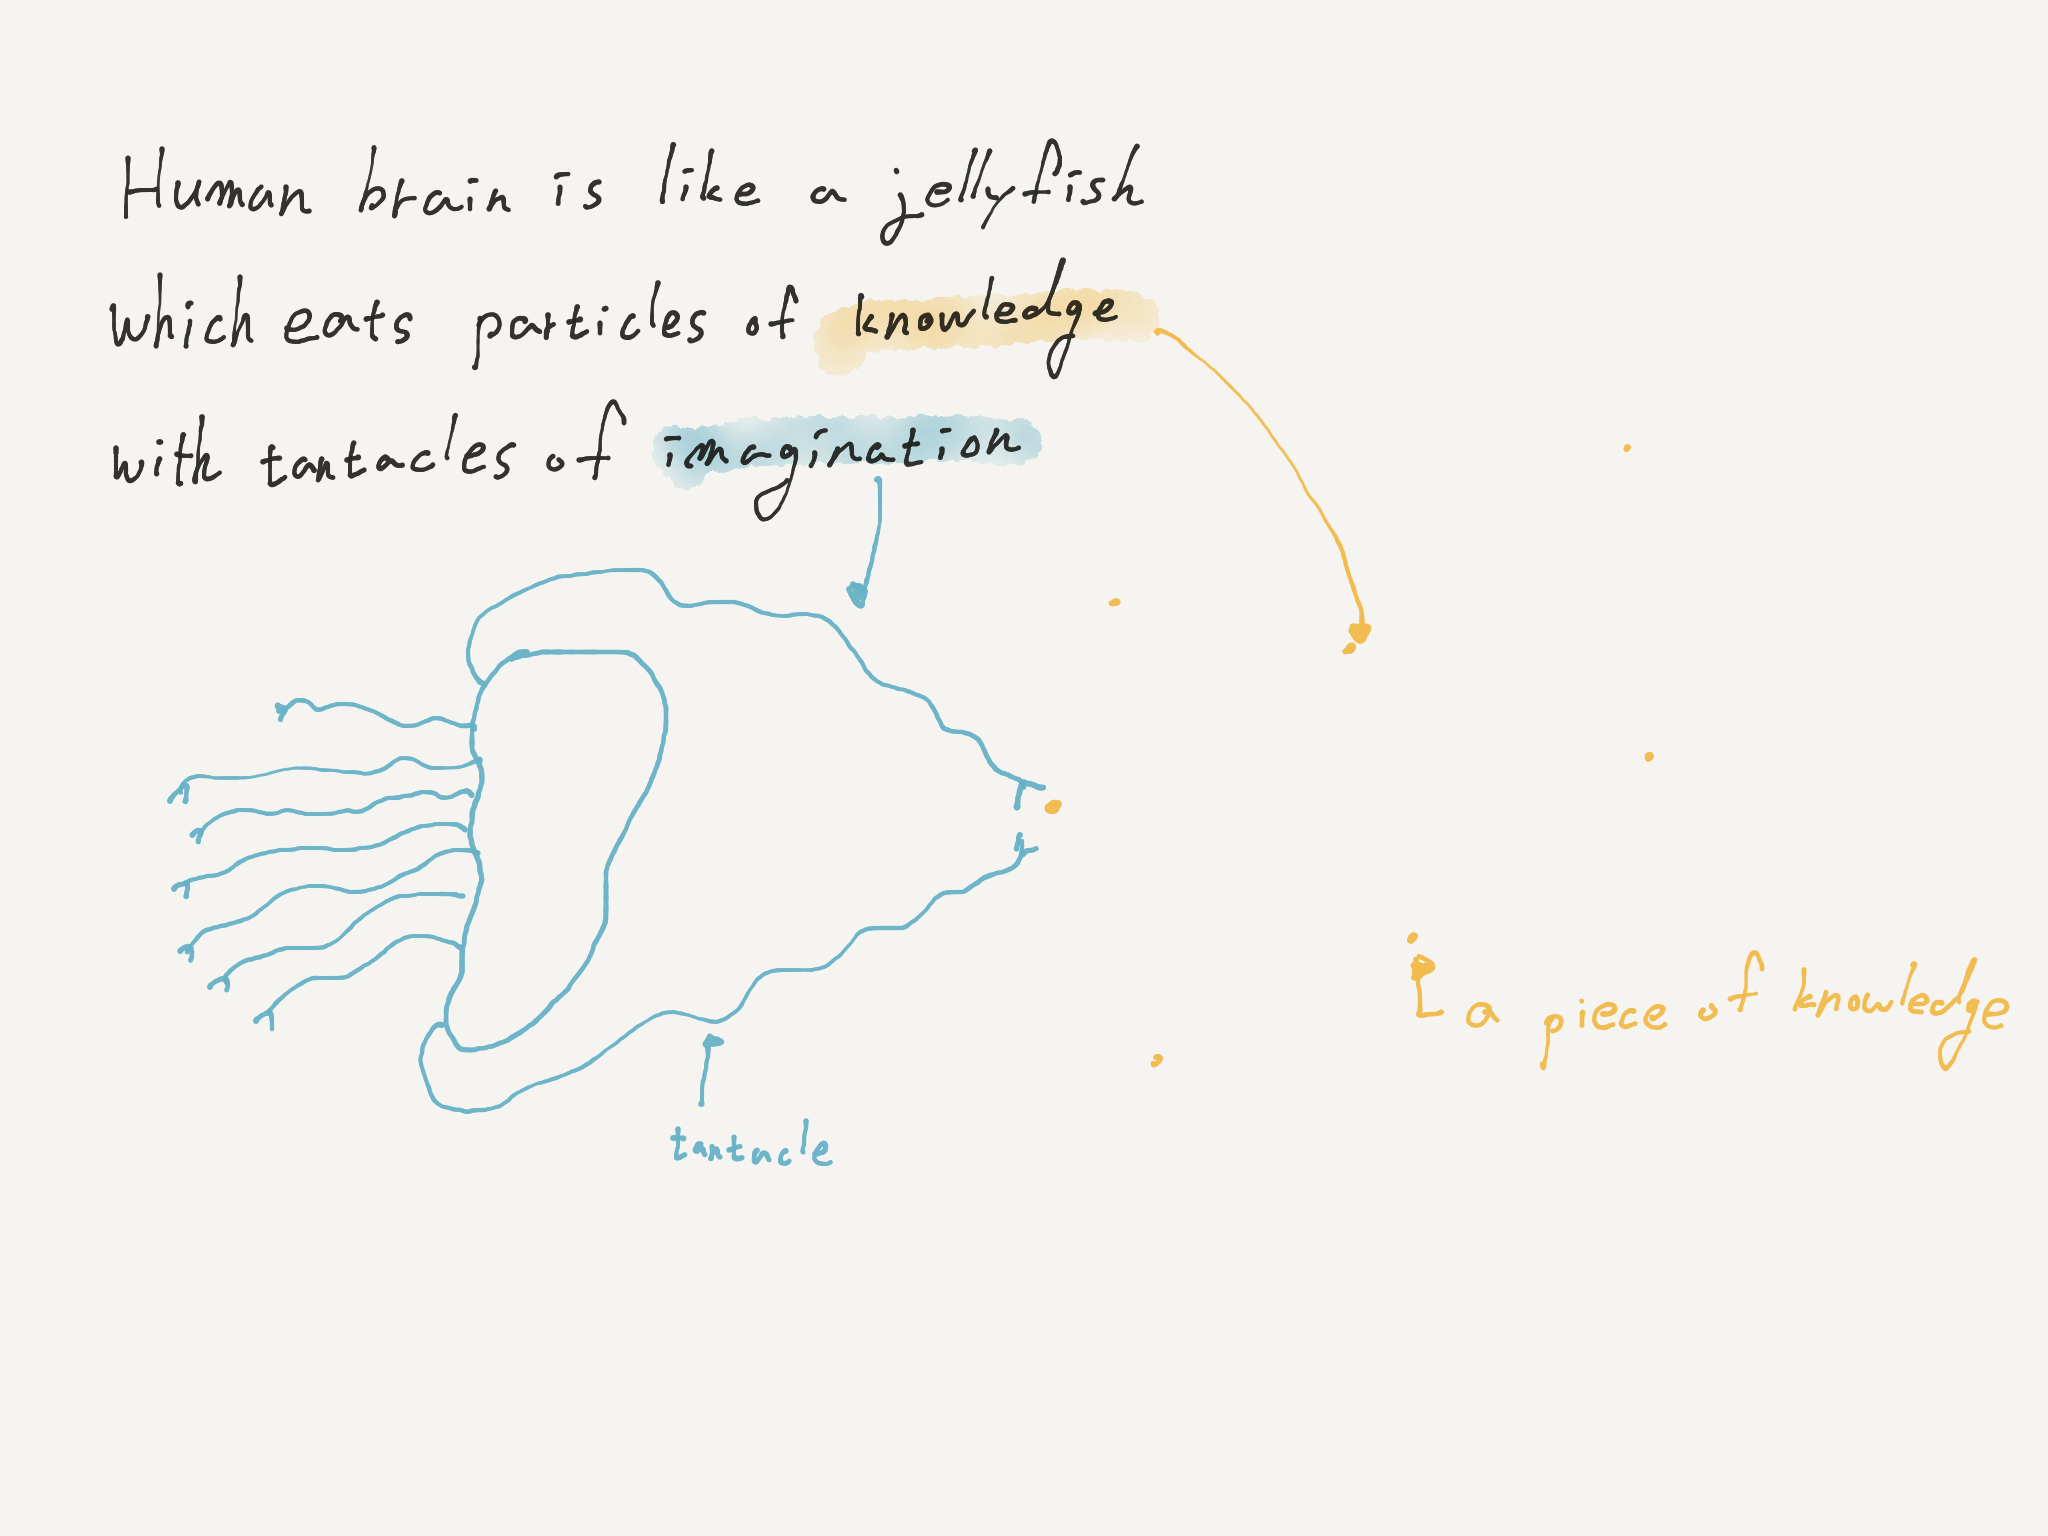 Human brain is like a jellyfish
which eats particles of knowledge
with tantacles of imagination
a piece of knowledge
tantacle